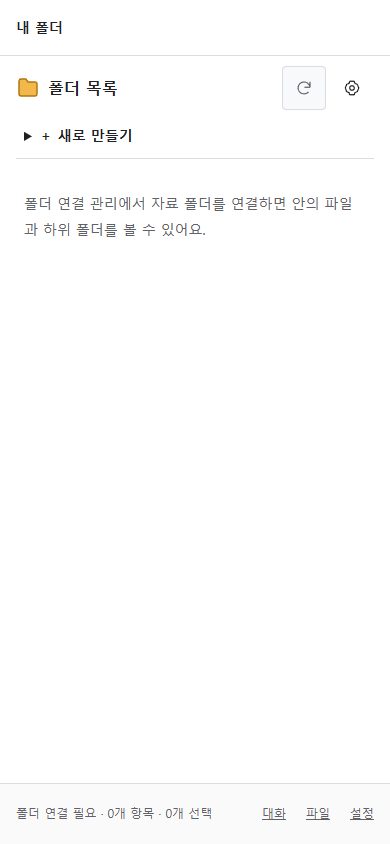 내 폴더
폴더 목록
+ 새로 만들기
폴더 연결 관리에서 자료 폴더를 연결하면 안의 파일
과 하위 폴더를 볼 수 있어요.
폴더 연결 필요 · 0개 항목 · 0개 선택
대화 파일 설정